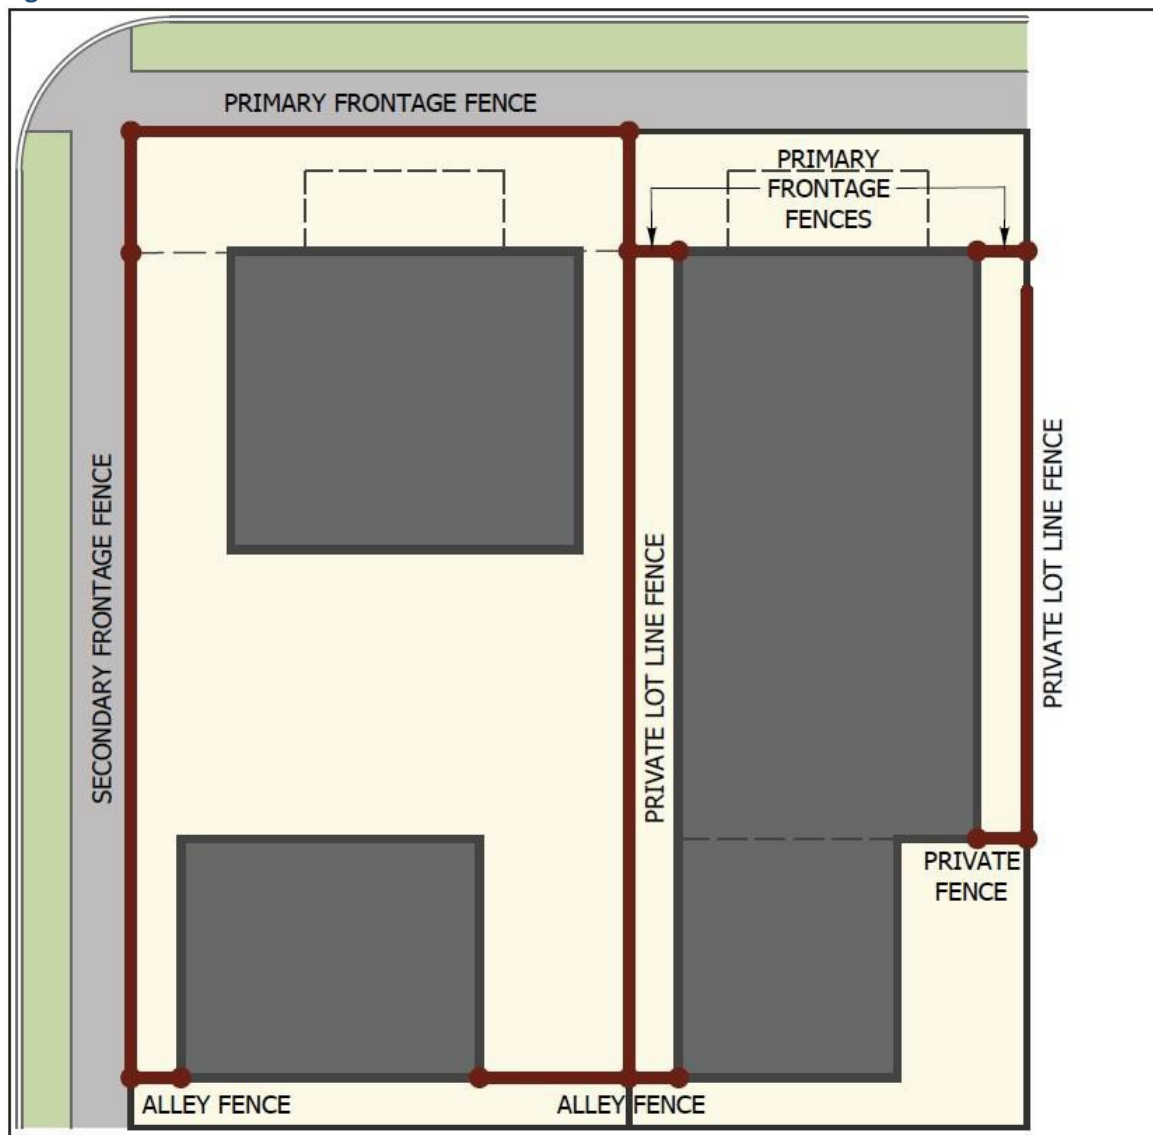 PRIMARY FRONTAGE FENCE
PRIMARY
FRONTAGE
FENCES
SECONDARY FRONTAGE FENCE
PRIVATE LOT LINE FENCE
PRIVATE LOT LINE FENCE
PRIVATE
FENCE
ALLEY FENCE
ALLEY FENCE